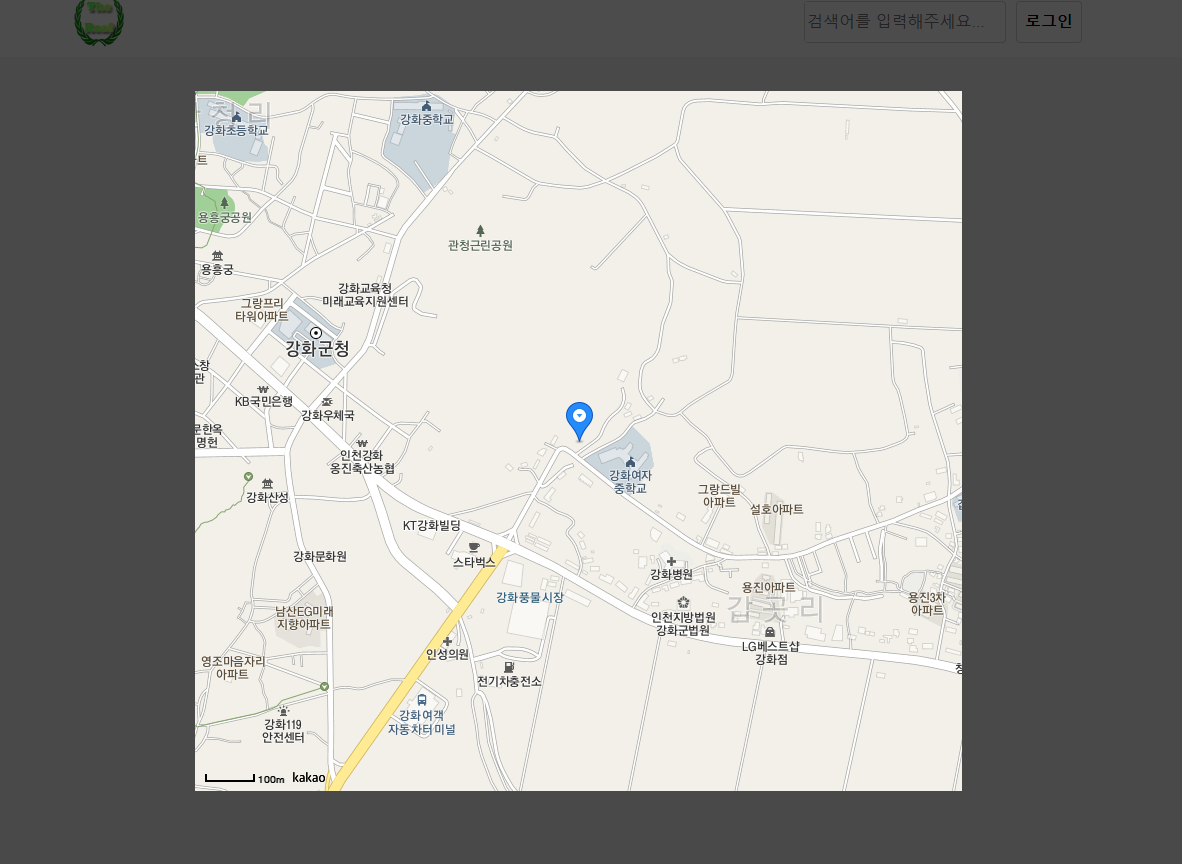 The
Book
검색어를 입력해주세요...
로그인
청 리
강화초등학교
강화중학교
용흥궁공원
관청근린공원
용흥궁
강화교육청
미래교육지원센터
그랑프리
타워아파트
강화군청
KB국민은행
강화우체국
인천강화
옹진축산농협
강화산성
강화여자
중학교
그랑드빌
아파트
설호아파트
KT강화빌딩
스타벅스
강화문화원
강화병원
강화풍물시장
용진아파트
용진3차
아파트
갑곳리
인천지방법원
강화군법원
남산EG미래
지향아파트
LG베스트샵
강화점
인성의원
영조마음자리
아파트
전기차충전소
강화여객
자동차터미널
강화119
안전센터
100m
kakao